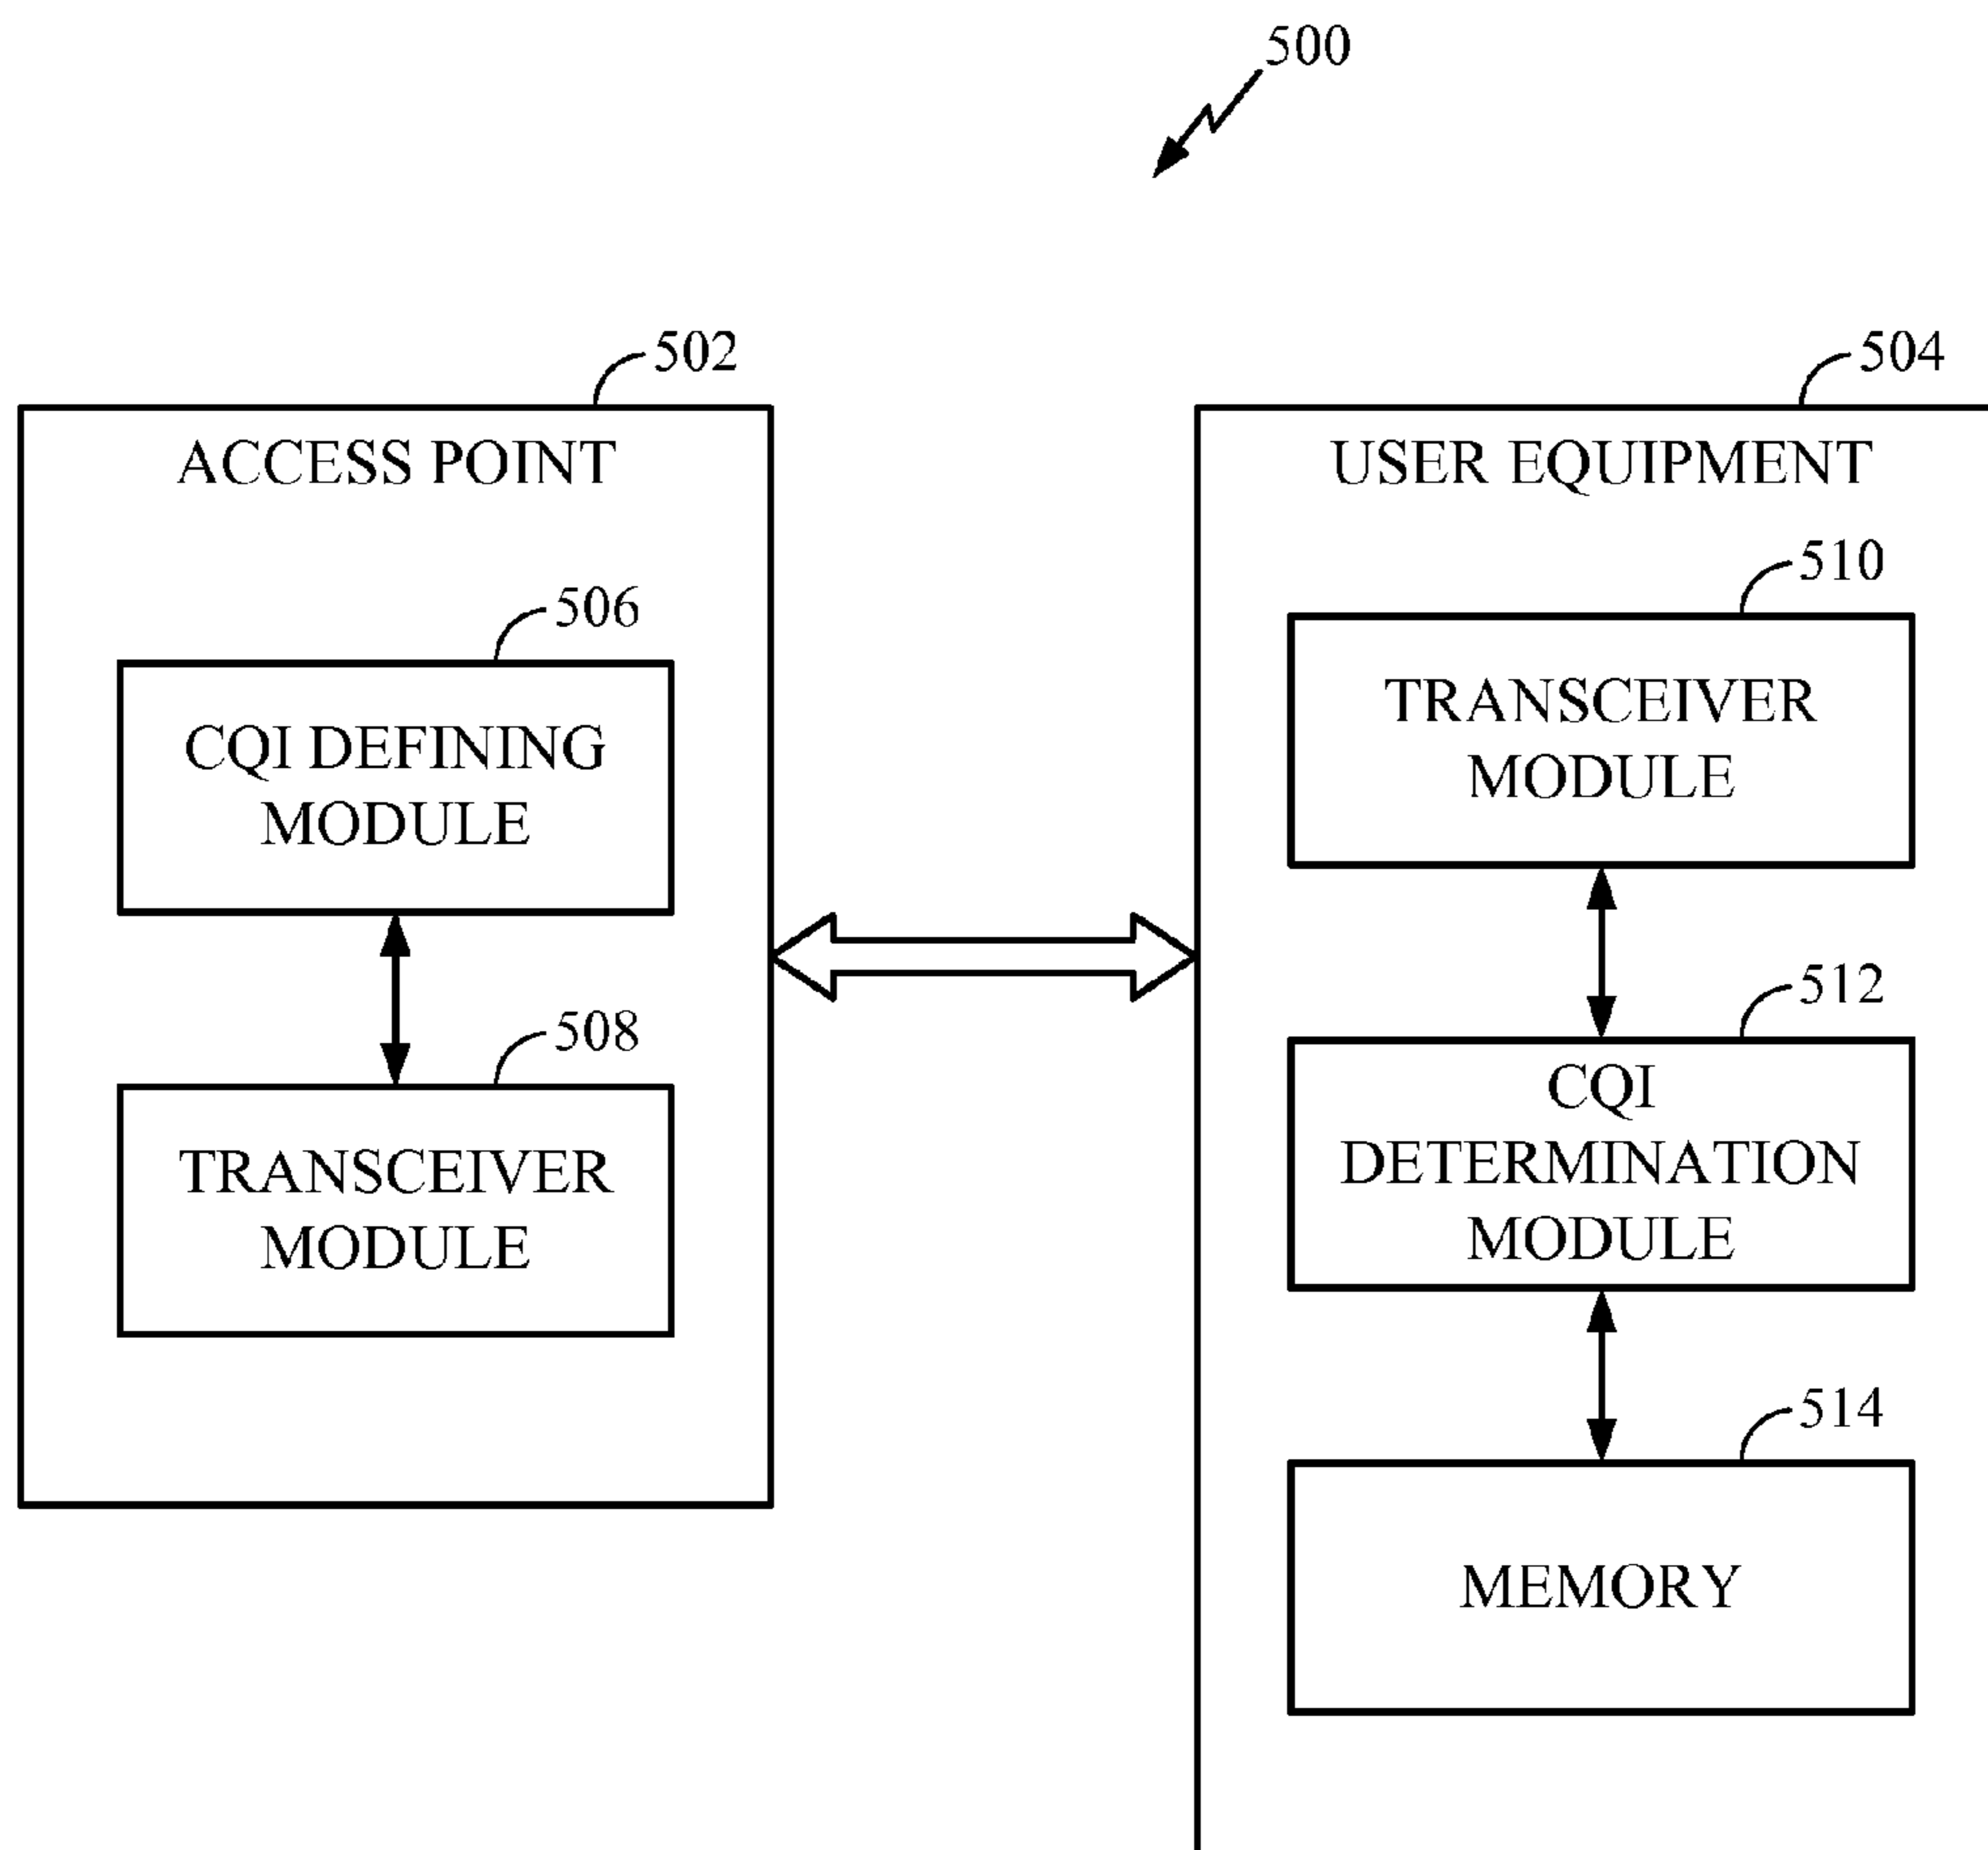 500
502
ACCESS POINT
506
CQI DEFINING
MODULE
508
TRANSCEIVER
MODULE
504
USER EQUIPMENT
510
TRANSCEIVER
MODULE
512
CQI
DETERMINATION
MODULE
514
MEMORY